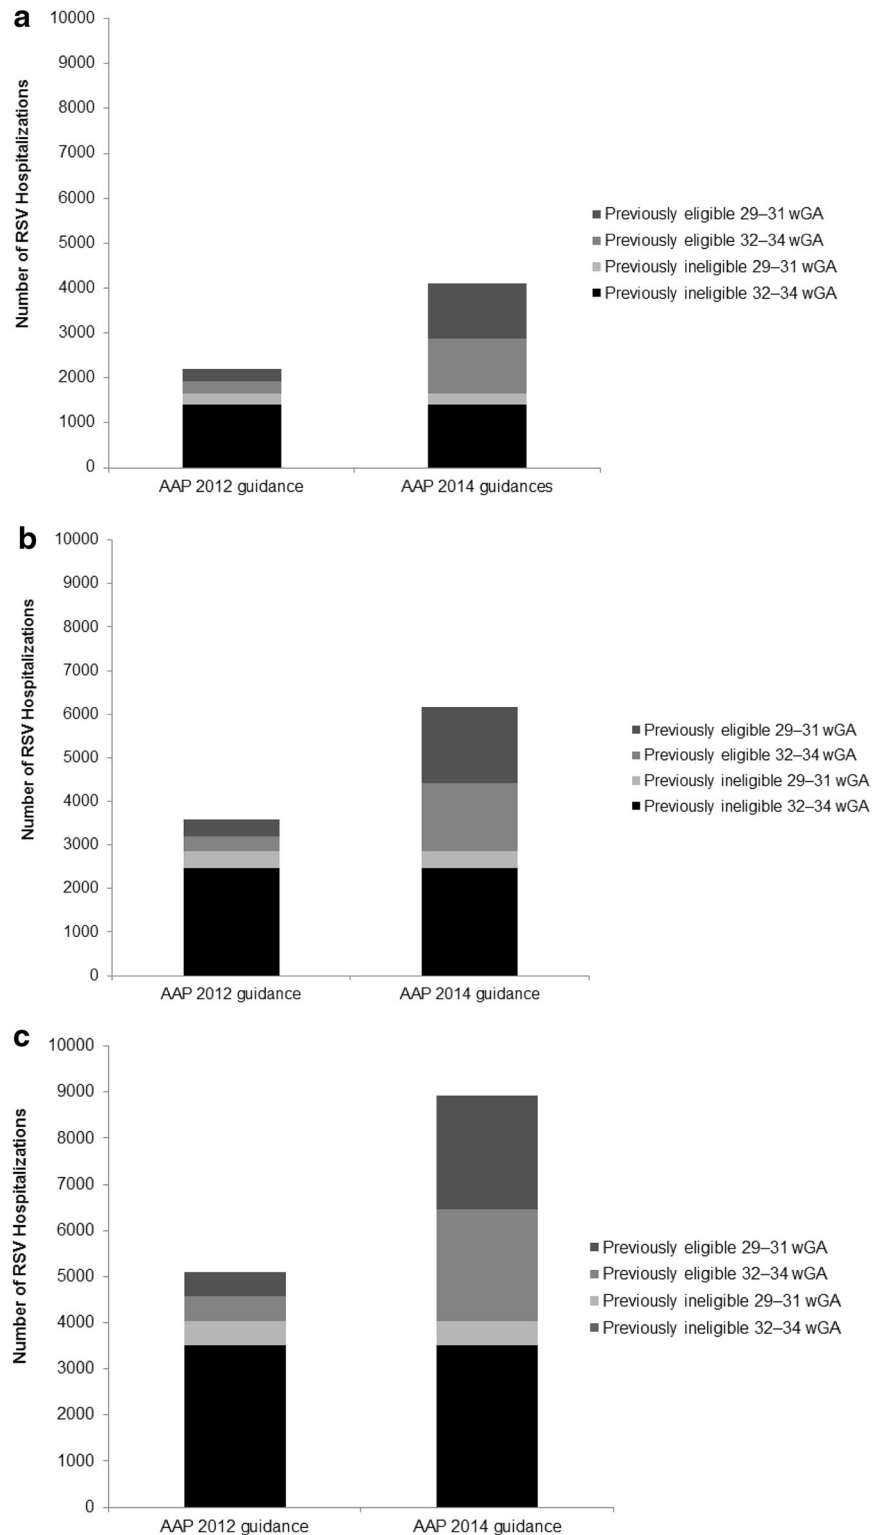 a
10000
9000
8000
7000
6000
5000
4000
3000
2000
1000
0
Number of RSV Hospitalizations
AAP 2012 guidance
AAP 2014 guidances
Previously eligible 29–31 wGA
Previously eligible 32–34 wGA
Previously ineligible 29–31 wGA
Previously ineligible 32–34 wGA
b
10000
9000
8000
7000
6000
5000
4000
3000
2000
1000
0
Number of RSV Hospitalizations
AAP 2012 guidance
AAP 2014 guidance
Previously eligible 29–31 wGA
Previously eligible 32–34 wGA
Previously ineligible 29–31 wGA
Previously ineligible 32–34 wGA
c
10000
9000
8000
7000
6000
5000
4000
3000
2000
1000
0
Number of RSV Hospitalizations
AAP 2012 guidance
AAP 2014 guidance
Previously eligible 29–31 wGA
Previously eligible 32–34 wGA
Previously ineligible 29–31 wGA
Previously ineligible 32–34 wGA